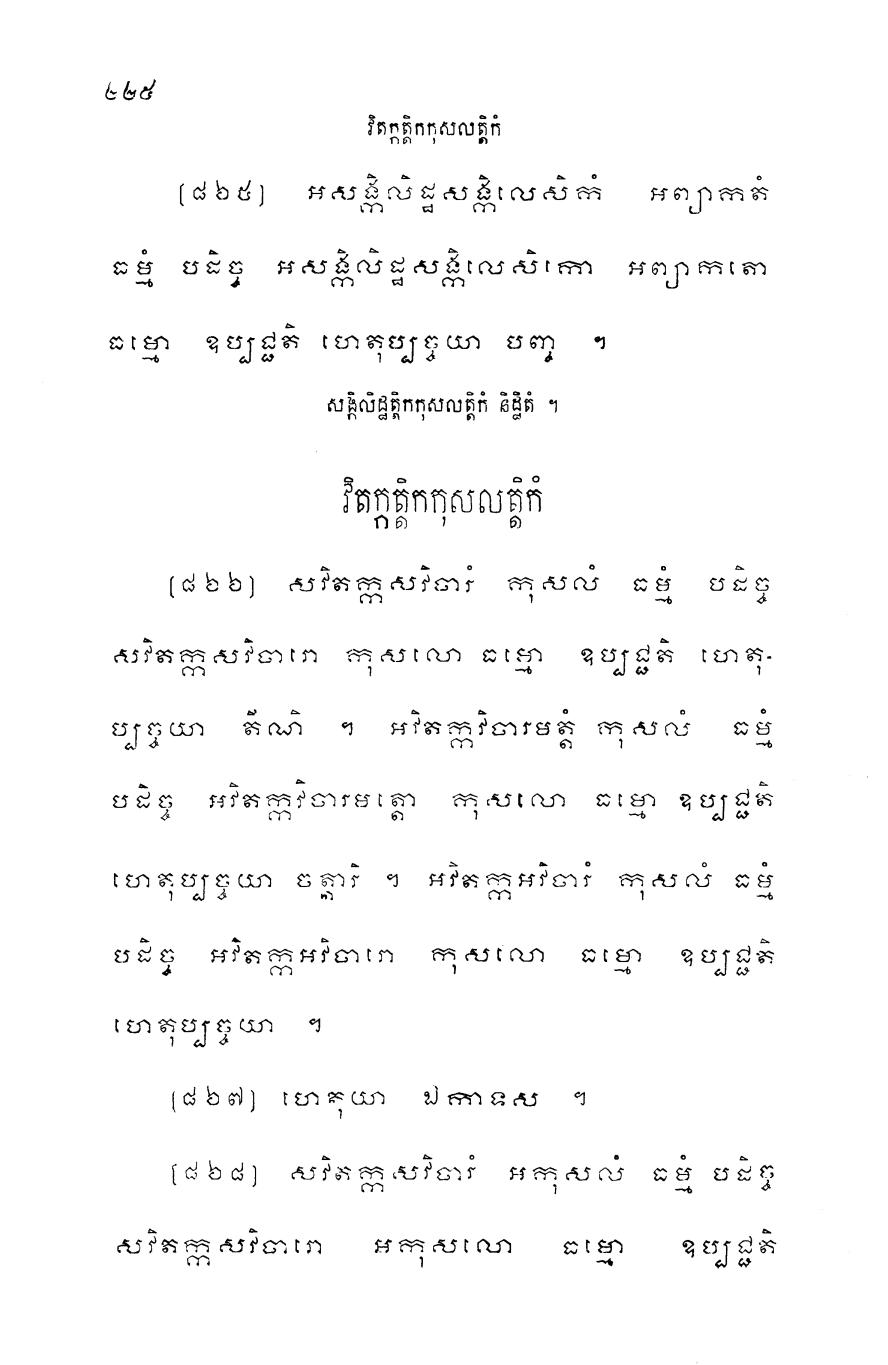 ២២៥
វិតក្កត្តិកកុសលត្តិកំ
[៨៦៥] អសង្កិលិដ្ឋសង្កិលេសិកំ អព្យាកតំ
ធម្មំ បដិច្ច អសង្កិលិដ្ឋសង្កិលេសិកោ អព្យាកតោ
ធម្មោ ឧប្បជ្ជតិ ហេតុប្បច្ចយា បញ្ច ។
សង្កិលិដ្ឋត្តិកកុសលត្តិកំ និដ្ឋិតំ ។
វិតក្កត្តិកកុសលត្តិកំ
[៨៦៦] សវិតក្កសវិចារំ កុសលំ ធម្មំ បដិច្ច
សវិតក្កសវិចារោ កុសលោ ធម្មោ ឧប្បជ្ជតិ ហេតុ-
ប្បច្ចយា តីណិ ។ អវិតក្កវិចារមត្តំ កុសលំ ធម្មំ
បដិច្ច អវិតក្កវិចារមត្តោ កុសលោ ធម្មោ ឧប្បជ្ជតិ
ហេតុប្បច្ចយា ចត្តារិ ។ អវិតក្កអវិចារំ កុសលំ ធម្មំ
បដិច្ច អវិតក្កអវិចារោ កុសលោ ធម្មោ ឧប្បជ្ជតិ
ហេតុប្បច្ចយា ។
[៨៦៧] ហេតុយា ឯកាទស ។
[៨៦៨] សវិតក្កសវិចារំ អកុសលំ ធម្មំ បដិច្ច
សវិតក្កសវិចារោ អកុសលោ ធម្មោ ឧប្បជ្ជតិ